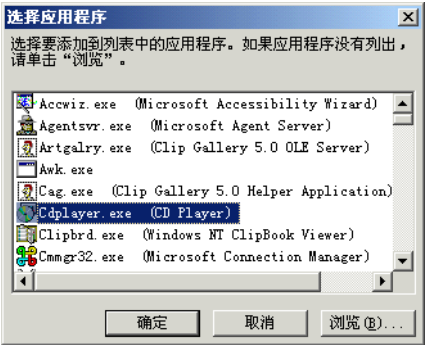 选择应用程序
选择要添加到列表中的应用程序。如果应用程序没有列出，
请单击“浏览”。
Accwiz.exe (Microsoft Accessibility Wizard)
Agentsvr.exe (Microsoft Agent Server)
Artgalry.exe (Clip Gallery 5.0 OLE Server)
Awk.exe
Cag.exe (Clip Gallery 5.0 Helper Application)
Cdplayer.exe (CD Player)
Clipbrd.exe (Windows NT ClipBook Viewer)
Cmmgr32.exe (Microsoft Connection Manager)
确定 取消 浏览(B)...